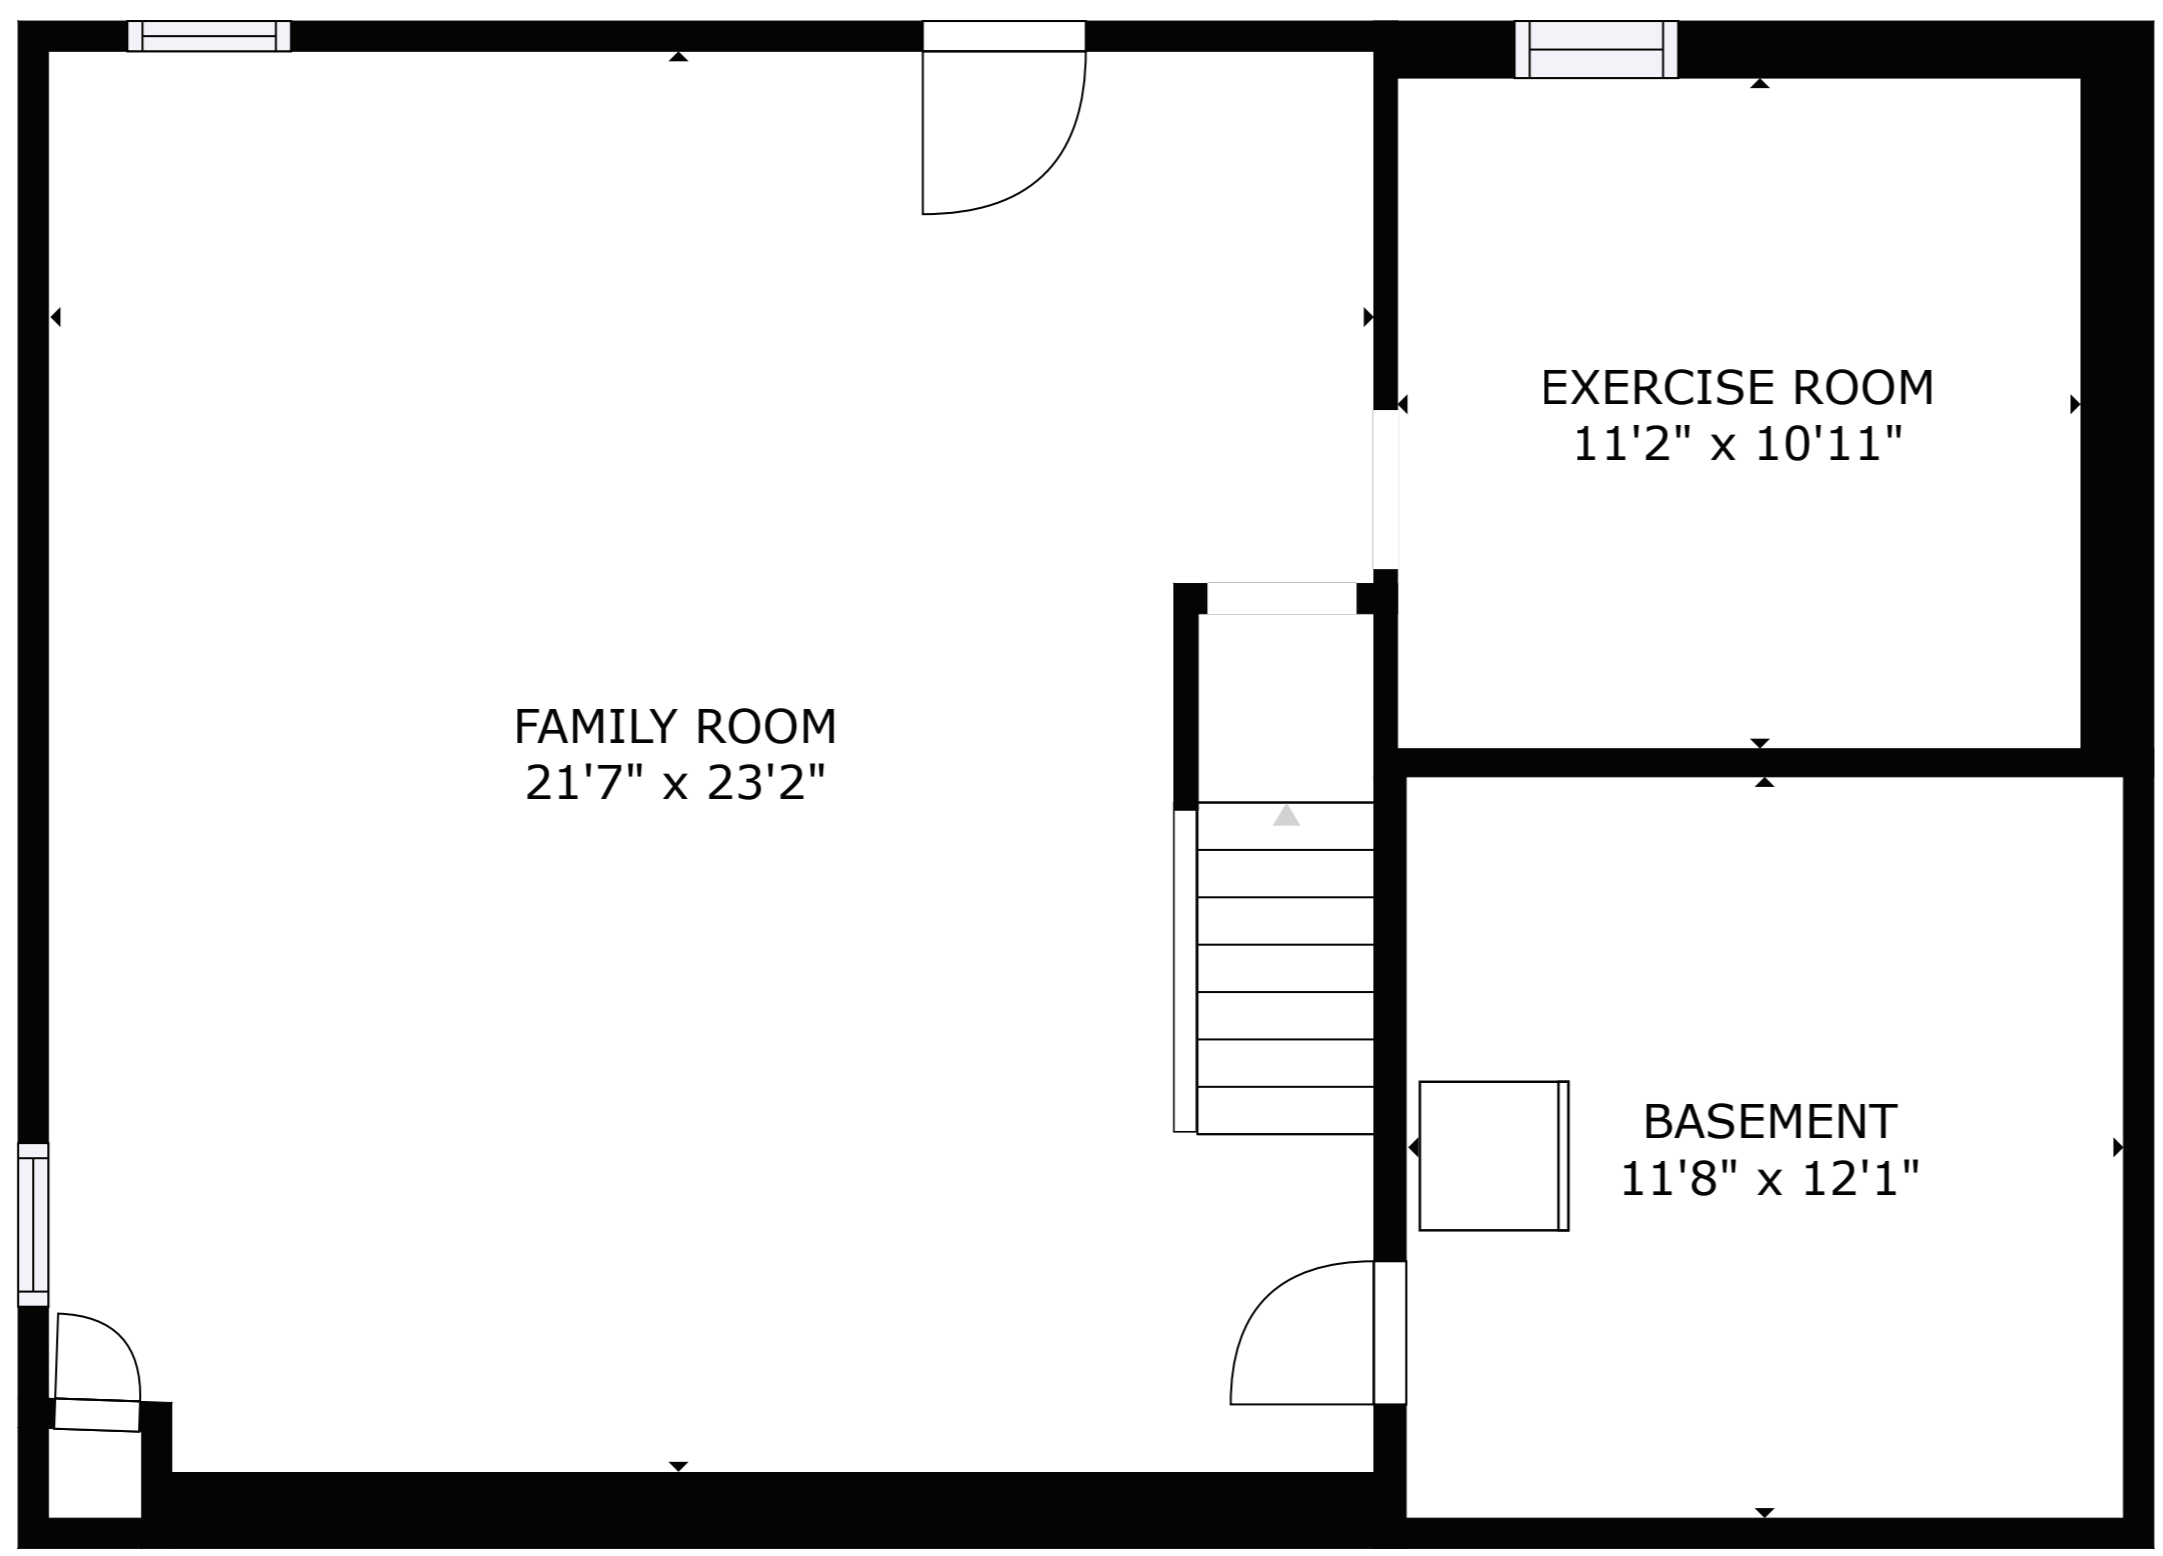 EXERCISE ROOM
11'2" x 10'11"
FAMILY ROOM
21'7" x 23'2"
BASEMENT
11'8" x 12'1"